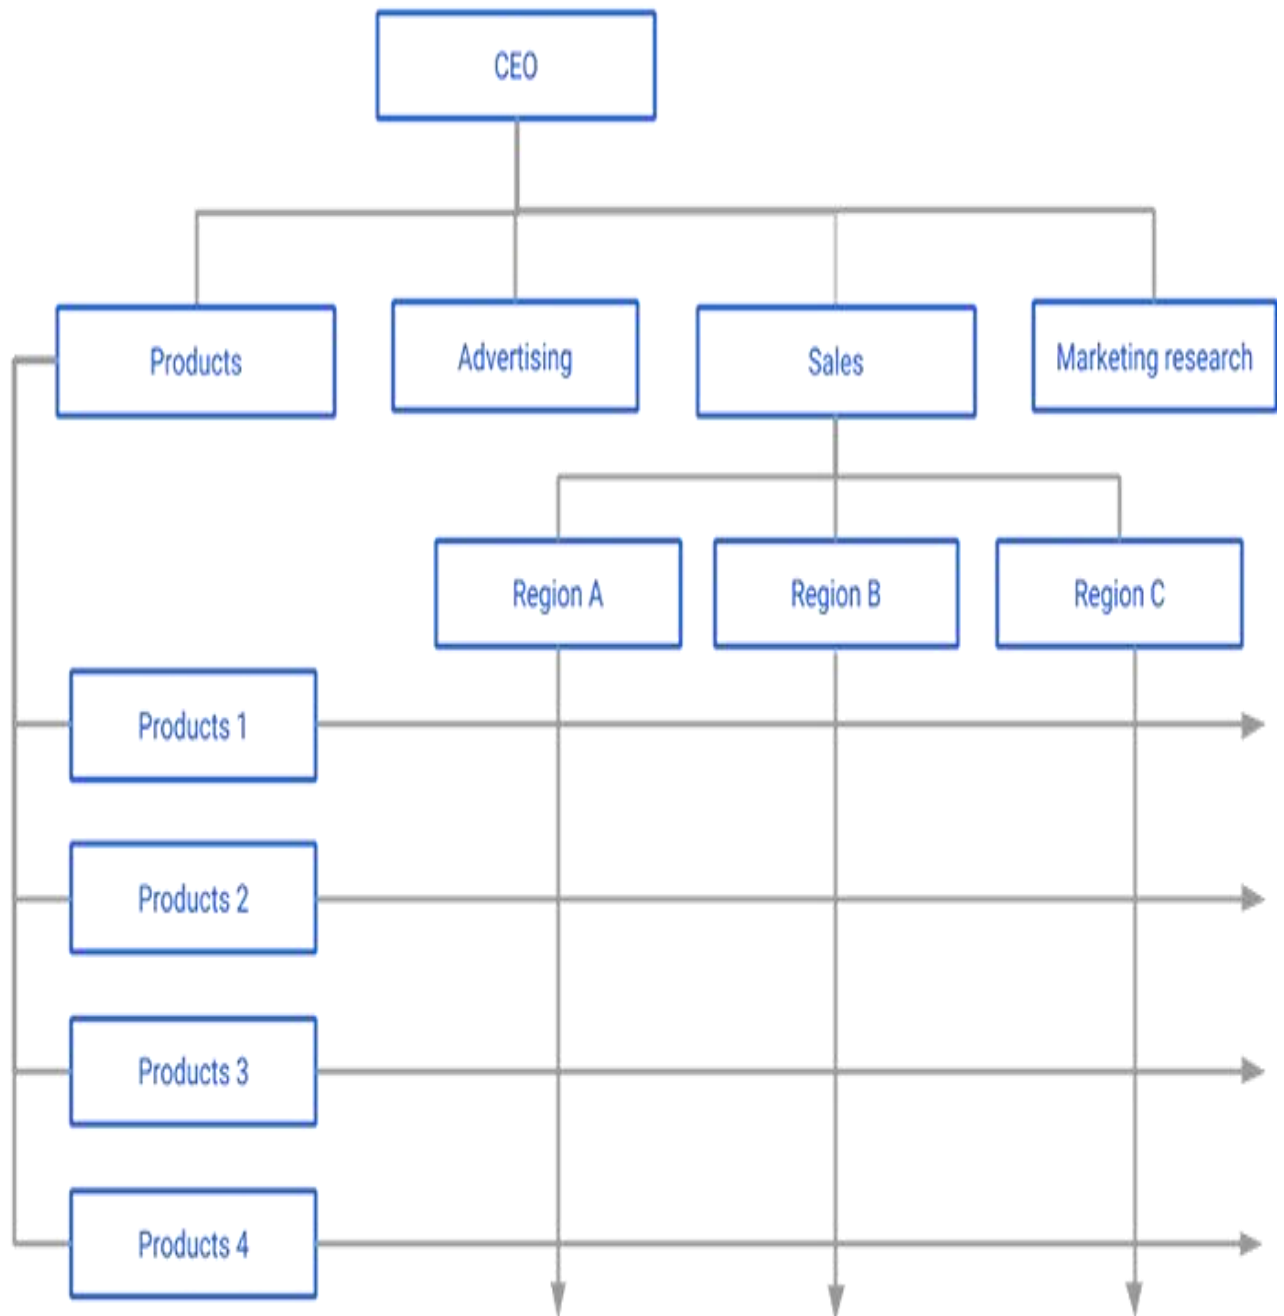 CEO
Products
Advertising
Sales
Marketing research
Region A
Region B
Region C
Products 1
Products 2
Products 3
Products 4